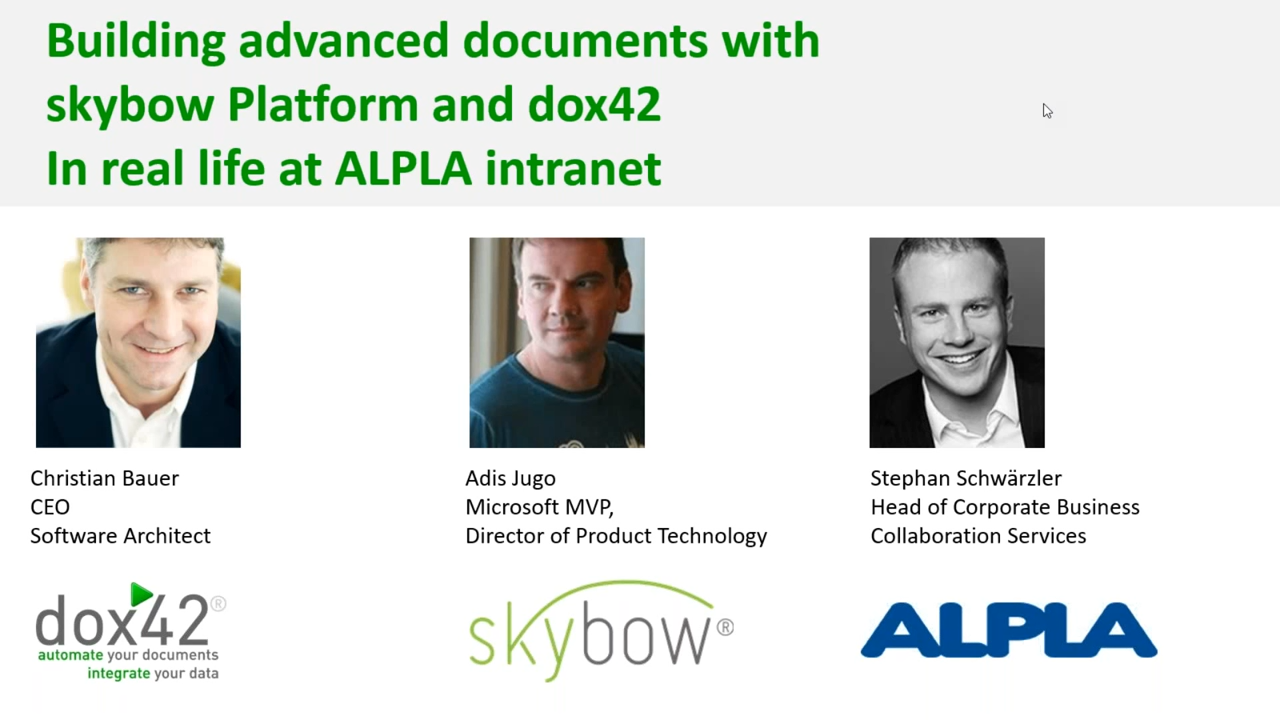 Building advanced documents with
skybow Platform and dox42
In real life at ALPLA intranet
Christian Bauer
CEO
Software Architect
Adis Jugo
Microsoft MVP,
Director of Product Technology
Stephan Schwärzler
Head of Corporate Business
Collaboration Services
dox42®
automate your documents
integrate your data
skybow®
ALPLA